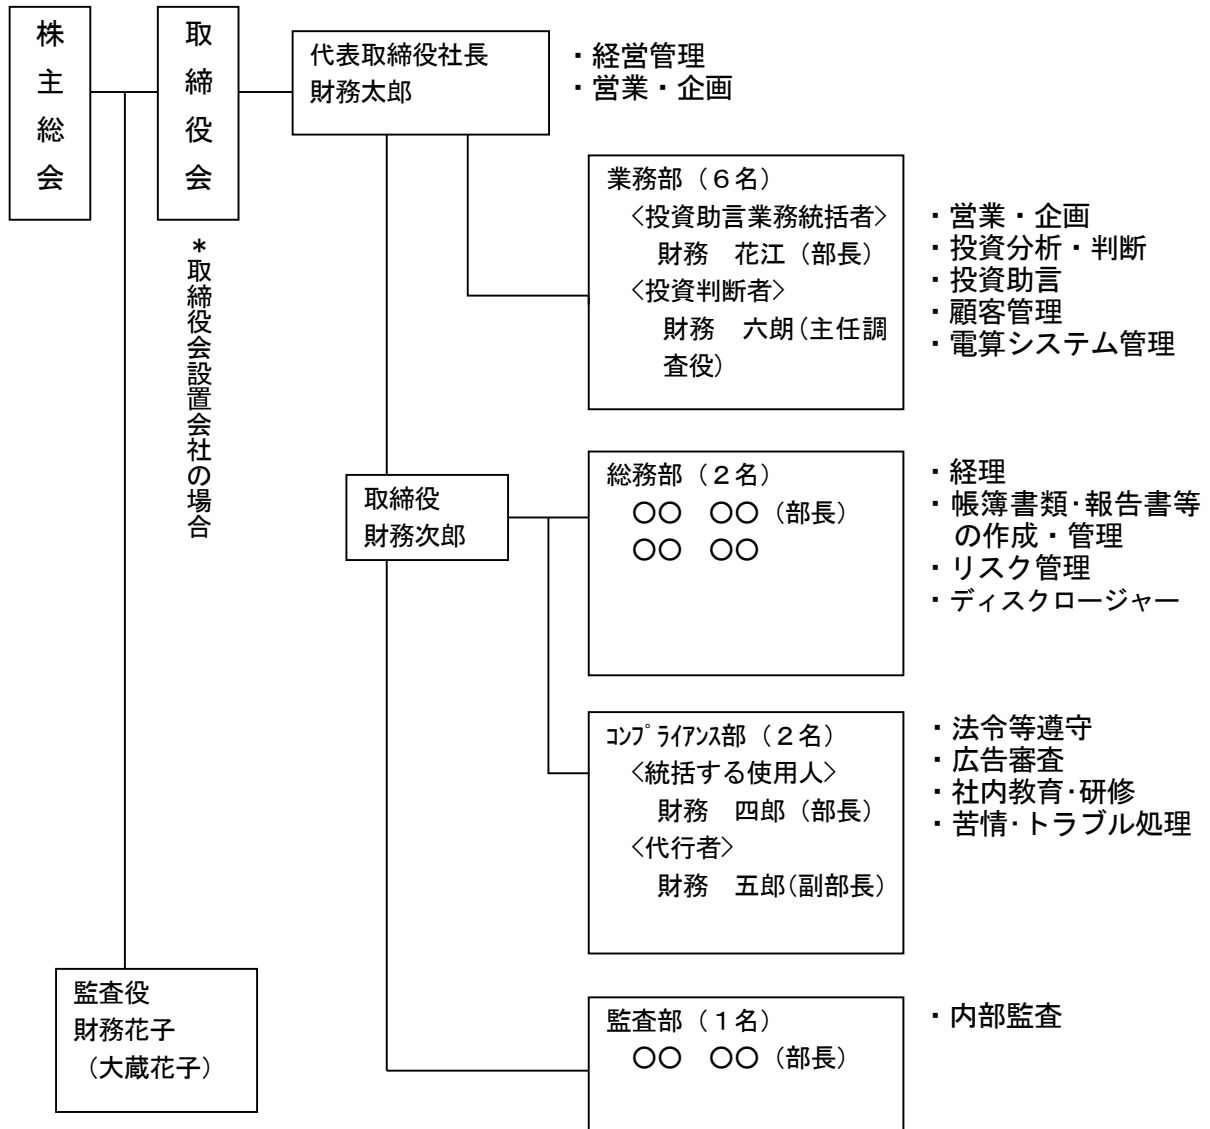 株主総会
取締役会
＊取締役会設置会社の場合
代表取締役社長
財務太郎
・経営管理
・営業・企画
業務部（６名）
〈投資助言業務統括者〉
財務　花江（部長）
〈投資判断者〉
財務　六朗(主任調
査役）
・営業・企画
・投資分析・判断
・投資助言
・顧客管理
・電算システム管理
取締役
財務次郎
総務部（２名）
○○　○○（部長）
○○　○○
・経理
・帳簿書類･報告書等
の作成・管理
・リスク管理
・ディスクロージャー
ｺﾝﾌﾟﾗｲｱﾝｽ部（２名）
〈統括する使用人〉
財務　四郎（部長）
〈代行者〉
財務　五郎(副部長）
・法令等遵守
・広告審査
・社内教育･研修
・苦情･トラブル処理
監査役
財務花子
（大蔵花子）
監査部（１名）
○○　○○（部長）
・内部監査